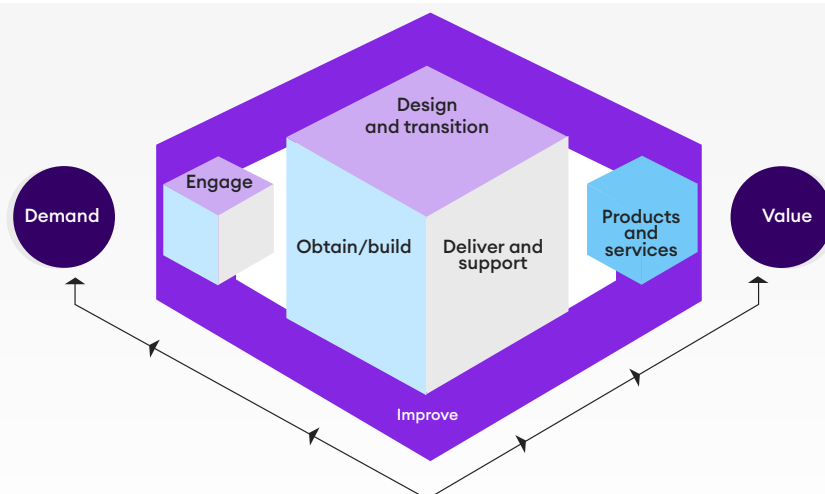 Design
and transition
Engage
Demand
Obtain/build
Deliver and
support
Products
and
services
Value
Improve